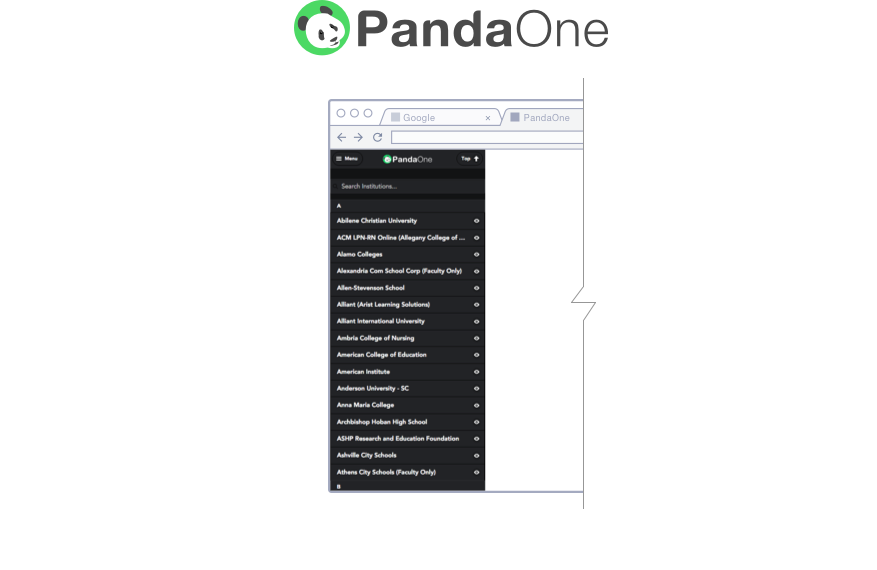 PandaOne
Google × PandaOne
Menu PandaOne Top
Search Institutions...
A
Abilene Christian University
ACM LPN-RN Online (Allegany College of ...
Alamo Colleges
Alexandria Com School Corp (Faculty Only)
Allen-Stevenson School
Alliant (Arist Learning Solutions)
Alliant International University
Ambria College of Nursing
American College of Education
American Institute
Anderson University - SC
Anna Maria College
Archbishop Hoban High School
ASHP Research and Education Foundation
Ashville City Schools
Athens City Schools (Faculty Only)
B